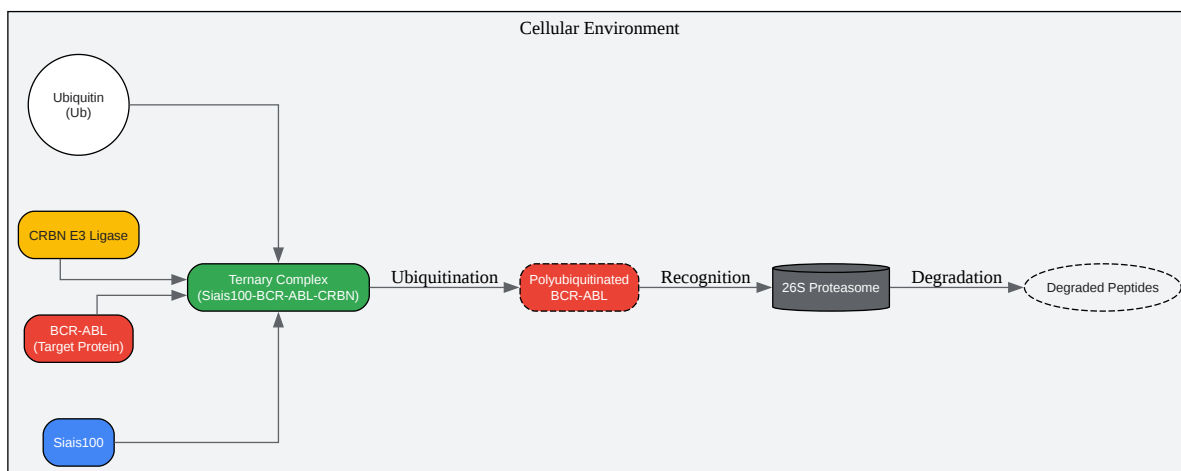 Cellular Environment
Ubiquitin
(Ub)
CRBN E3 Ligase
BCR-ABL
(Target Protein)
Siais100
Ternary Complex
(Siais100-BCR-ABL-CRBN)
Ubiquitination
Polyubiquitinated
BCR-ABL
Recognition
26S Proteasome
Degradation
Degraded Peptides